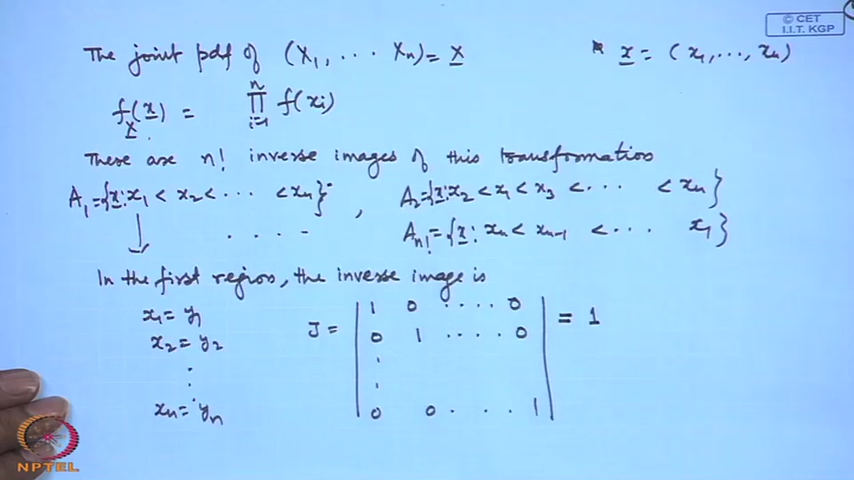 © CET
I.I.T. KGP
The joint pdf of (X₁, ··· Xₙ) = X̲ x̲ = (x₁, ..., xₙ)
f_X̲(x̲) = ∏ᵢ₌₁ⁿ f(xᵢ)
There are n! inverse images of this transformation
A₁ = {x̲: x₁ < x₂ < ··· < xₙ}, A₂ = {x̲: x₂ < x₁ < x₃ < ··· < xₙ}
. . . . Aₙ! = {x̲: xₙ < xₙ₋₁ < ··· x₁}
In the first region, the inverse image is
x₁ = y₁
x₂ = y₂
⋮
xₙ = yₙ
J = | 1 0 ···· 0 | = 1
| 0 1 ···· 0 |
⋮
| 0 0 ··· 1 |
NPTEL